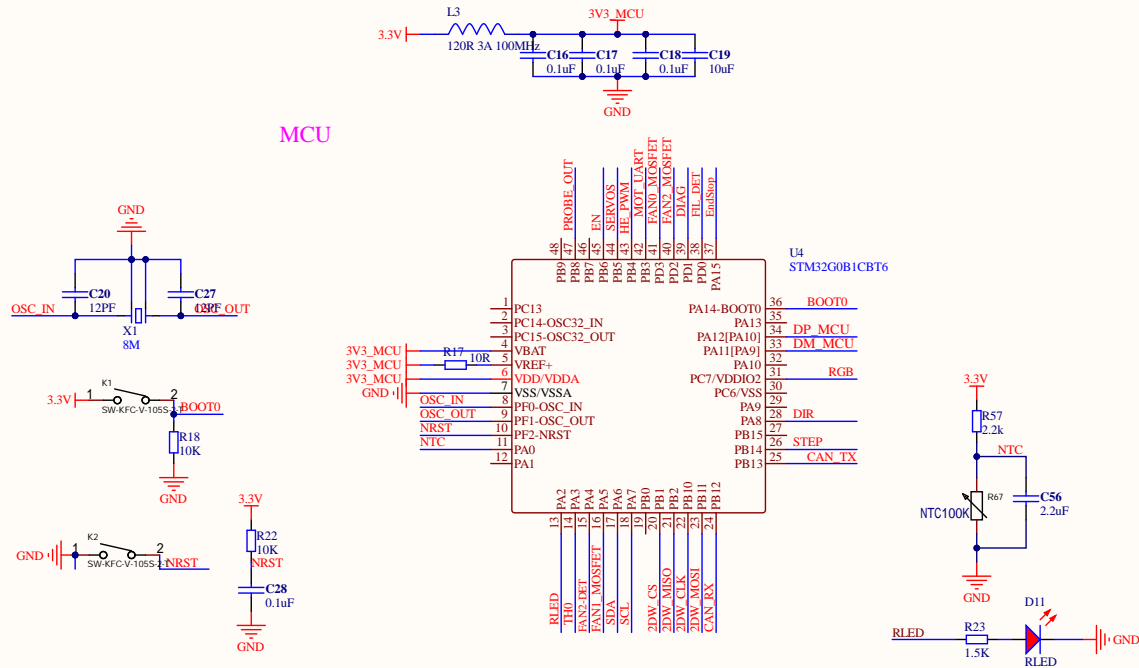 L3
3V3_MCU
3.3V
120R 3A 100MHz
C16
0.1uF
C17
0.1uF
C18
0.1uF
C19
10uF
GND
MCU
PROBE_OUT
EN
SERVOS
HE_PWM
MOT_UART
FAN0_MOSFET
FAN2_MOSFET
DIAG
FIL_DET
EndStop
48
47
46
45
44
43
42
41
40
39
38
37
PB9
PB8
PB7
PB6
PB5
PB4
PB3
PD3
PD2
PD1
PD0
PA15
U4
STM32G0B1CBT6
GND
C20
12PF
C27
12PF
OSC_IN
OSC_OUT
X1
8M
1
PC13
2
PC14-OSC32_IN
3
PC15-OSC32_OUT
3V3_MCU
4
VBAT
3V3_MCU
R17
10R
5
VREF+
3V3_MCU
6
VDD/VDDA
GND
7
VSS/VSSA
OSC_IN
8
PF0-OSC_IN
OSC_OUT
9
PF1-OSC_OUT
NRST
10
PF2-NRST
NTC
11
PA0
12
PA1
PA14-BOOT0
36
BOOT0
PA13
35
PA12[PA10]
34
DP_MCU
PA11[PA9]
33
DM_MCU
PA10
32
PC7/VDDIO2
31
RGB
PC6/VSS
30
PA9
29
PA8
28
DIR
PB15
27
PB14
26
STEP
PB13
25
CAN_TX
PA2
PA3
PA4
PA5
PA6
PA7
PB0
PB1
PB2
PB10
PB11
PB12
13
14
15
16
17
18
19
20
21
22
23
24
RLED
TH0
FAN2-DET
FAN1_MOSFET
SDA
SCL
2DW_CS
2DW_MISO
2DW_CLK
2DW_MOSI
CAN_RX
K1
3.3V
1
2
SW-KFC-V-105S-2-T
BOOT0
R18
10K
GND
K2
GND
1
2
SW-KFC-V-105S-2-T
NRST
3.3V
R22
10K
NRST
C28
0.1uF
GND
3.3V
R57
2.2k
NTC
R67
NTC100K
C56
2.2uF
GND
RLED
R23
1.5K
D11
RLED
GND